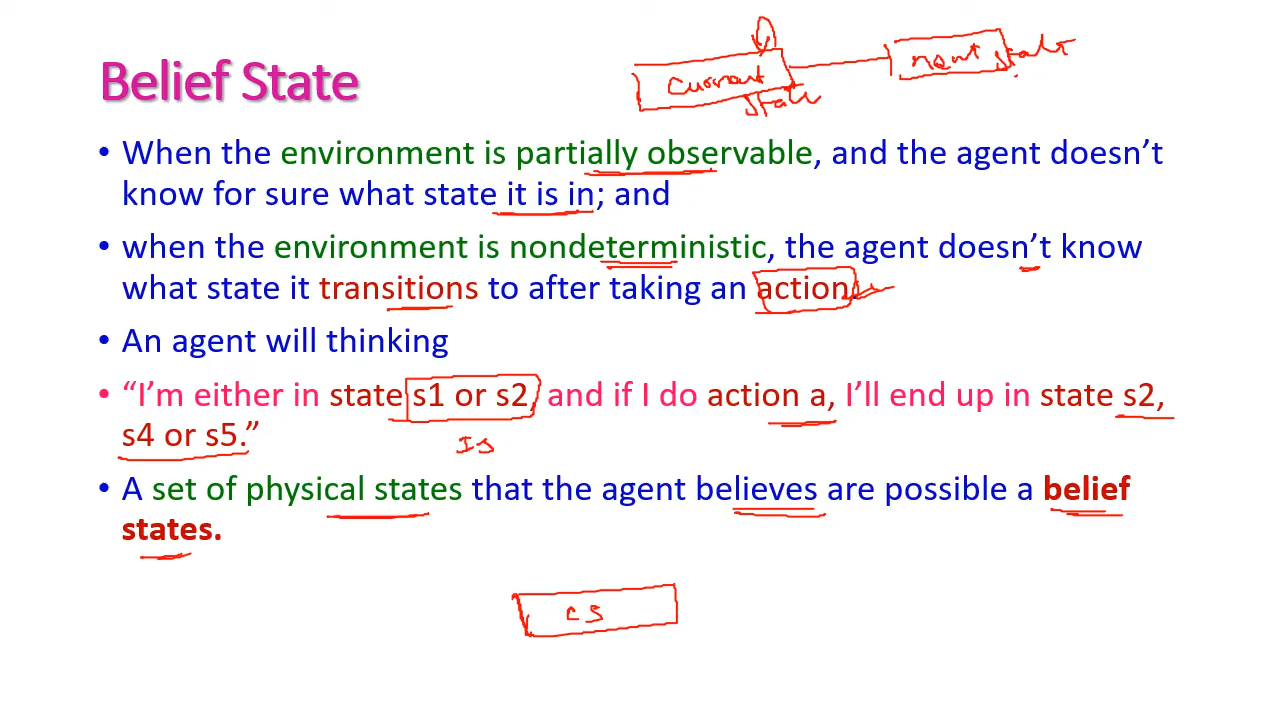 Belief State
current
state
next state
• When the environment is partially observable, and the agent doesn’t
know for sure what state it is in; and
• when the environment is nondeterministic, the agent doesn’t know
what state it transitions to after taking an action.
• An agent will thinking
• “I’m either in state s1 or s2, and if I do action a, I’ll end up in state s2,
s4 or s5.”
IS
• A set of physical states that the agent believes are possible a belief
states.
CS